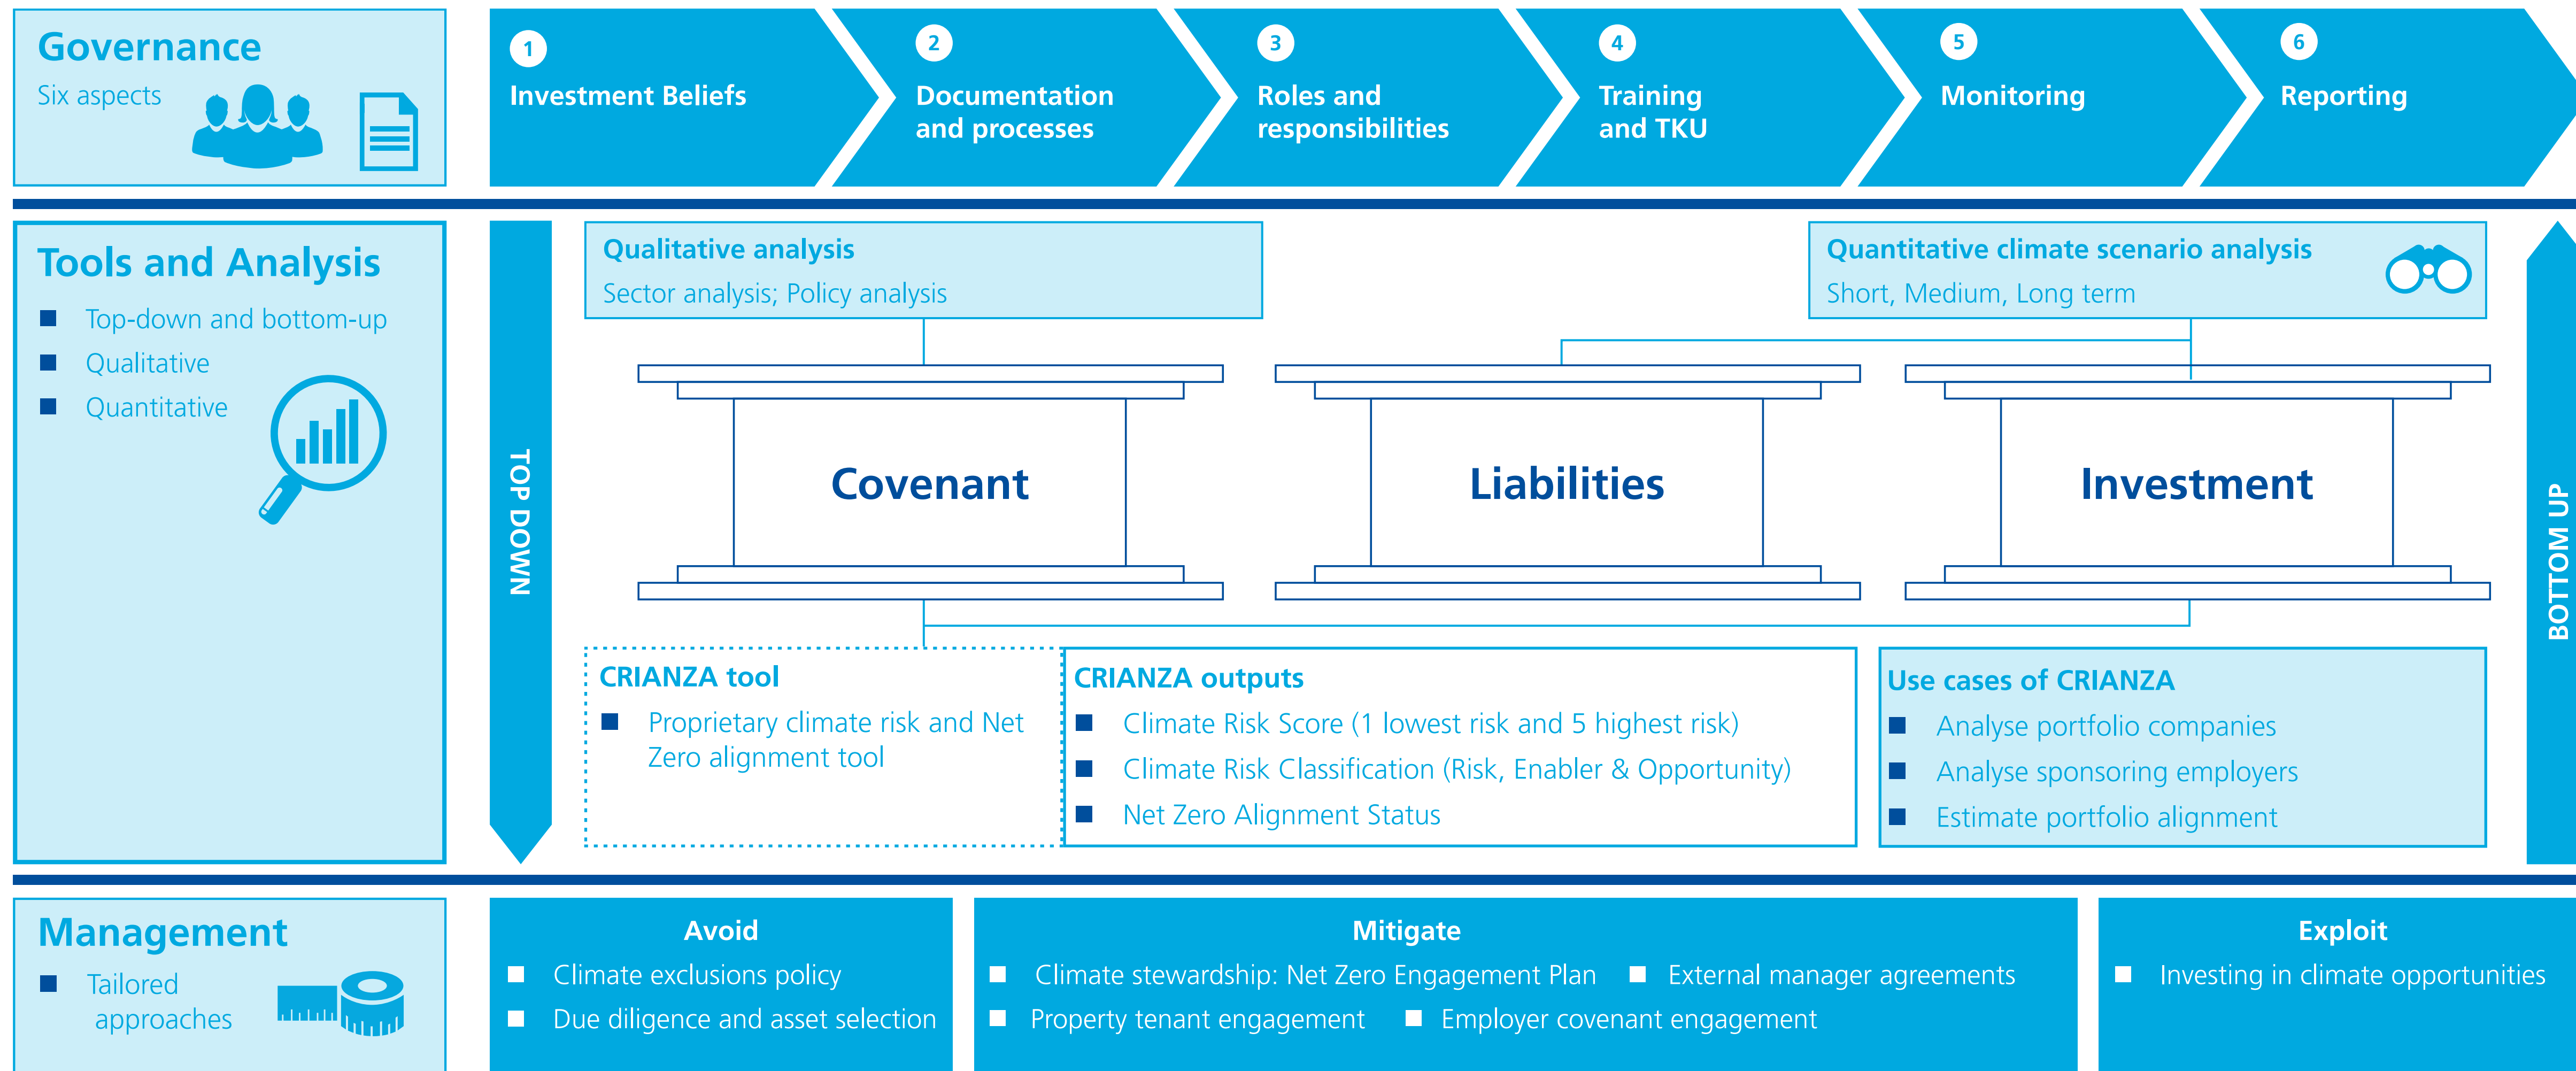 Governance
Six aspects
1
Investment Beliefs
2
Documentation
and processes
3
Roles and
responsibilities
4
Training
and TKU
5
Monitoring
6
Reporting
Tools and Analysis
Top-down and bottom-up
Qualitative
Quantitative
TOP DOWN
Qualitative analysis
Sector analysis; Policy analysis
Quantitative climate scenario analysis
Short, Medium, Long term
Covenant
Liabilities
Investment
BOTTOM UP
CRIANZA tool
Proprietary climate risk and Net
Zero alignment tool
CRIANZA outputs
Climate Risk Score (1 lowest risk and 5 highest risk)
Climate Risk Classification (Risk, Enabler & Opportunity)
Net Zero Alignment Status
Use cases of CRIANZA
Analyse portfolio companies
Analyse sponsoring employers
Estimate portfolio alignment
Management
Tailored
approaches
Avoid
Climate exclusions policy
Due diligence and asset selection
Mitigate
Climate stewardship: Net Zero Engagement Plan
External manager agreements
Property tenant engagement
Employer covenant engagement
Exploit
Investing in climate opportunities